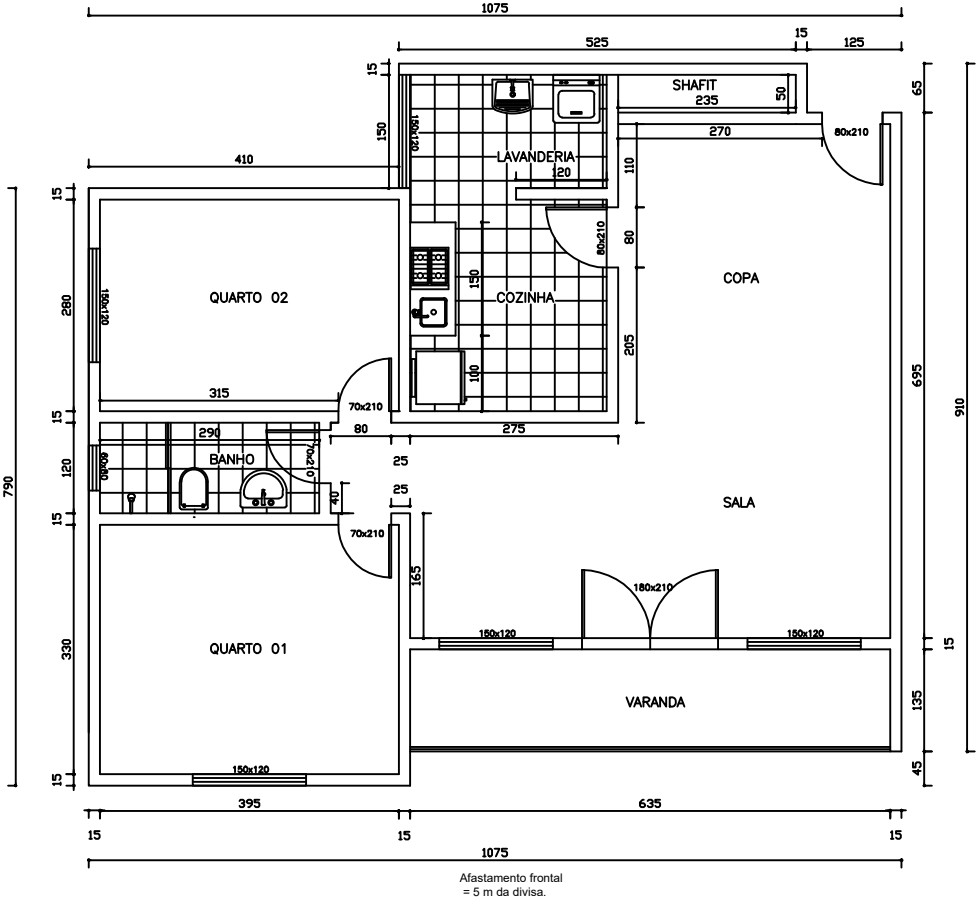 1075
525
15
125
15
SHAFIT
235
50
65
150
150x120
270
80x210
410
LAVANDERIA
120
110
15
80x210
80
COPA
280
QUARTO 02
150x120
150
COZINHA
205
695
910
315
100
70x210
15
290
80
275
790
120
60x80
BANHO
70x210
25
25
40
SALA
15
70x210
165
180x210
330
QUARTO 01
150x120
150x120
15
VARANDA
135
150x120
15
45
395
635
15
15
15
1075
Afastamento frontal
= 5 m da divisa.